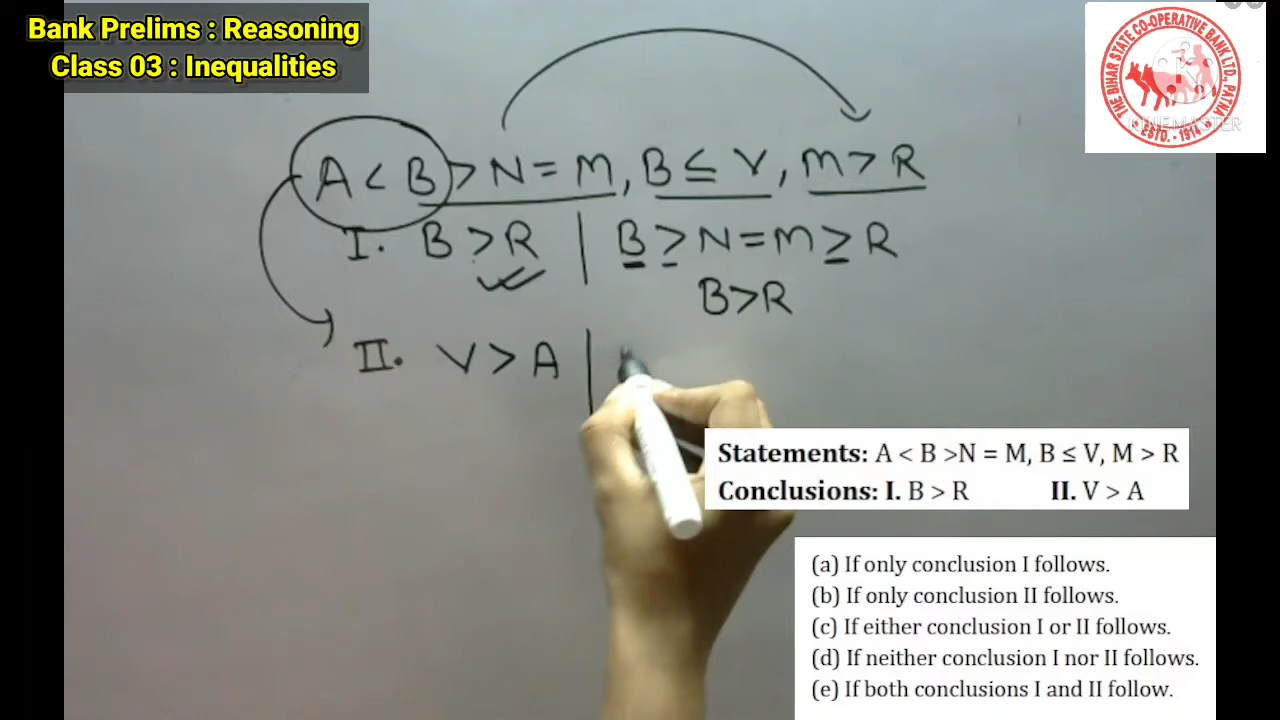 Bank Prelims : Reasoning
Class 03 : Inequalities
THE BIHAR STATE CO-OPERATIVE BANK LTD., PATNA
ESTD. - 1914
KINEMASTER
A < B > N = M, B ≤ V, M > R
I. B > R | B > N = M ≥ R
B > R
II. V > A |
Statements: A < B >N = M, B ≤ V, M > R
Conclusions: I. B > R II. V > A
(a) If only conclusion I follows.
(b) If only conclusion II follows.
(c) If either conclusion I or II follows.
(d) If neither conclusion I nor II follows.
(e) If both conclusions I and II follow.